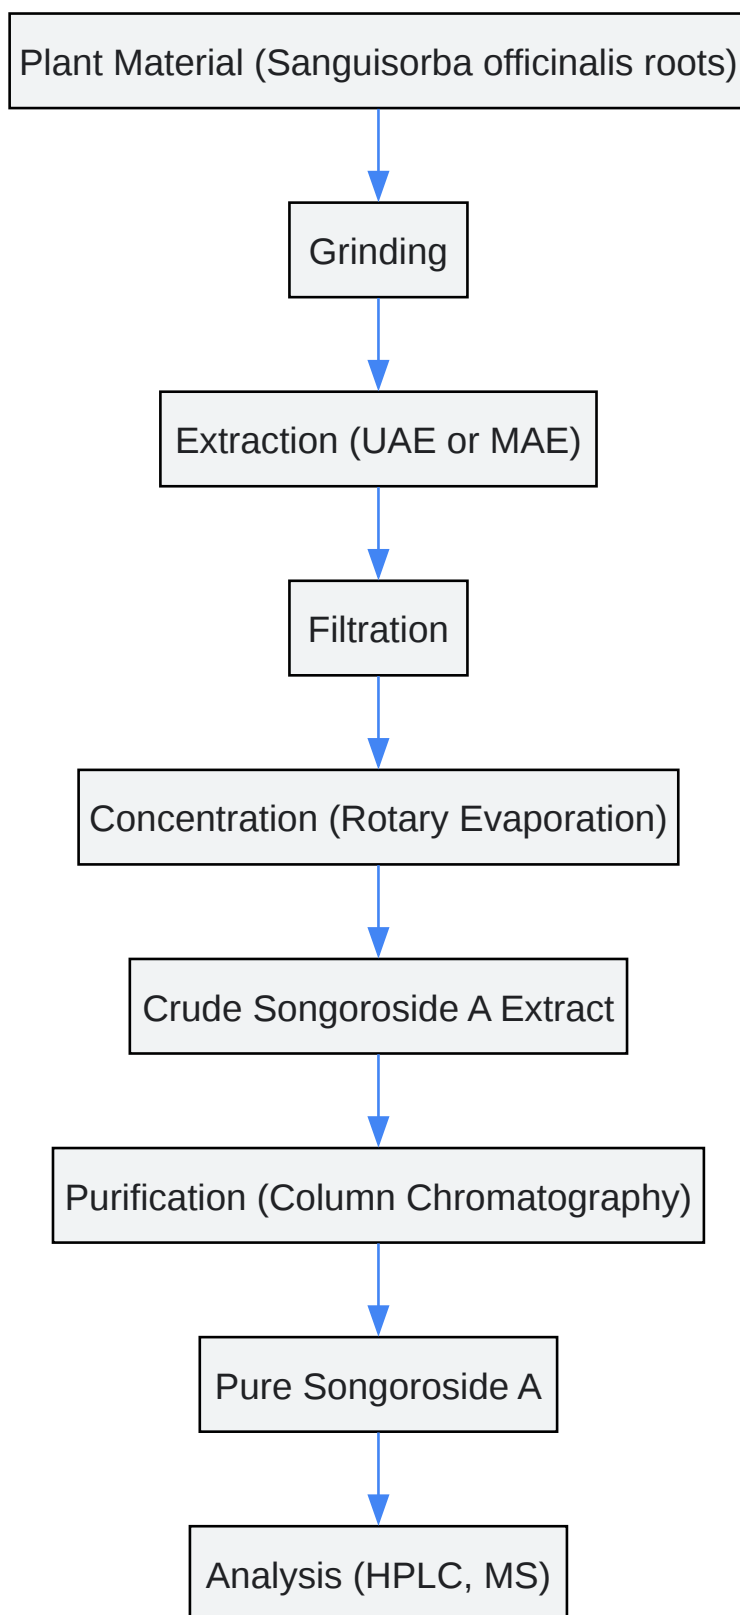 Plant Material (Sanguisorba officinalis roots)
Grinding
Extraction (UAE or MAE)
Filtration
Concentration (Rotary Evaporation)
Crude Songoroside A Extract
Purification (Column Chromatography)
Pure Songoroside A
Analysis (HPLC, MS)